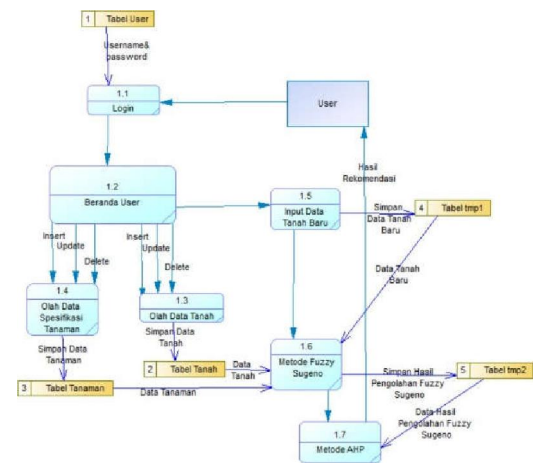 1 Tabel User
Username&
password
1.1
Login
User
Hasil
Rekomendasi
1.2
Beranda User
1.5
Input Data
Tanah Baru
Simpan
Data Tanah
Baru
4 Tabel tmp1
Insert
Update
Delete
Insert
Update
Delete
Data Tanah
Baru
1.4
Olah Data
Spesifikasi
Tanaman
1.3
Olah Data Tanah
Simpan Data
Tanaman
Simpan Data
Tanah
1.6
Metode Fuzzy
Sugeno
2 Tabel Tanah
Data
Tanah
Simpan Hasil
Pengolahan Fuzzy
Sugeno
5 Tabel tmp2
3 Tabel Tanaman
Data Tanaman
Data Hasil
Pengolahan Fuzzy
Sugeno
1.7
Metode AHP